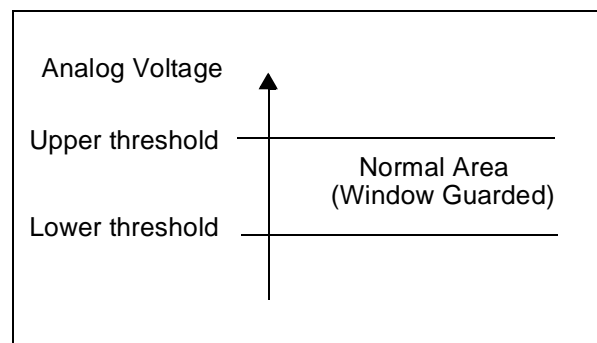 Analog Voltage
Upper threshold
Normal Area
(Window Guarded)
Lower threshold